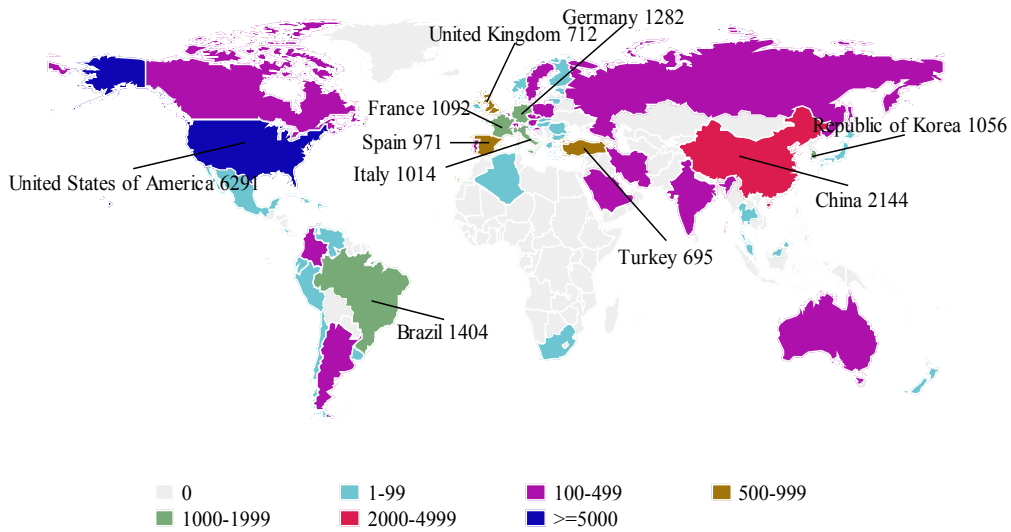 Germany 1282
United Kingdom 712
France 1092
Republic of Korea 1056
Spain 971
Italy 1014
United States of America 6291
China 2144
Turkey 695
Brazil 1404
0
1-99
100-499
500-999
1000-1999
2000-4999
>=5000